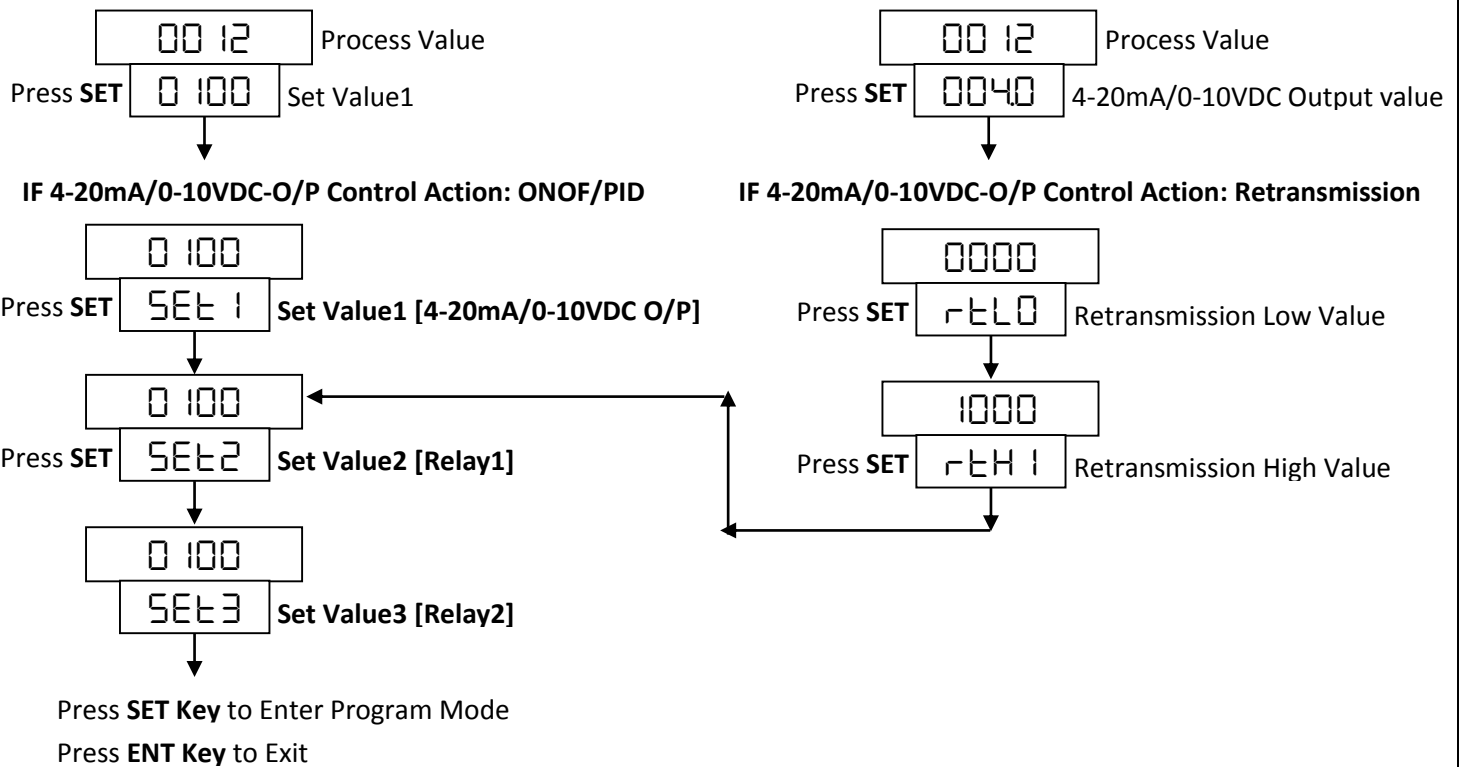 0012 Process Value
Press SET 0100 Set Value1
IF 4-20mA/0-10VDC-O/P Control Action: ONOF/PID
0100
Press SET SEt1 Set Value1 [4-20mA/0-10VDC O/P]
0100
Press SET SEt2 Set Value2 [Relay1]
0100
SEt3 Set Value3 [Relay2]
Press SET Key to Enter Program Mode
Press ENT Key to Exit
0012 Process Value
Press SET 004.0 4-20mA/0-10VDC Output value
IF 4-20mA/0-10VDC-O/P Control Action: Retransmission
0000
Press SET rtL0 Retransmission Low Value
1000
Press SET rtH1 Retransmission High Value